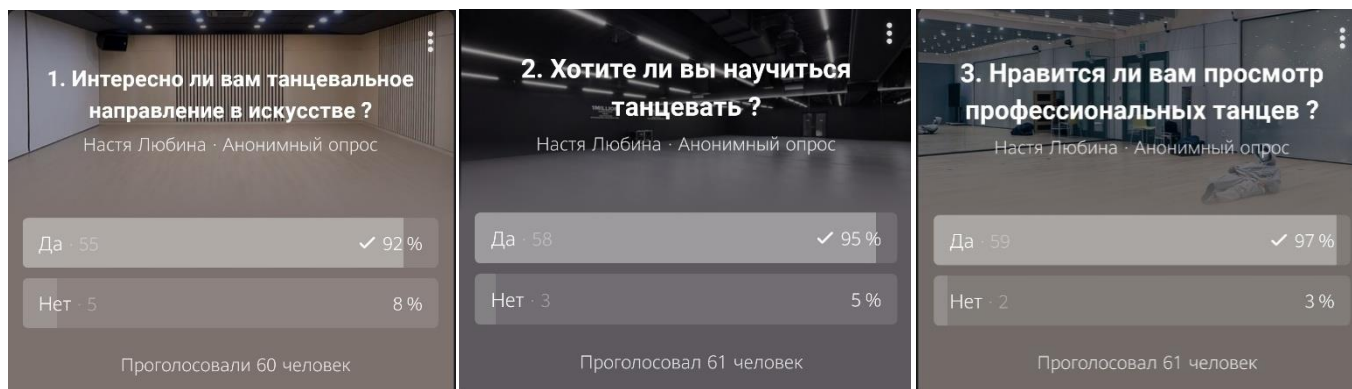 1. Интересно ли вам танцевальное
направление в искусстве ?
Настя Любина · Анонимный опрос
Да · 55
92 %
Нет · 5
8 %
Проголосовали 60 человек
2. Хотите ли вы научиться
танцевать ?
Настя Любина · Анонимный опрос
Да · 58
95 %
Нет · 3
5 %
Проголосовал 61 человек
3. Нравится ли вам просмотр
профессиональных танцев ?
Настя Любина · Анонимный опрос
Да · 59
97 %
Нет · 2
3 %
Проголосовал 61 человек